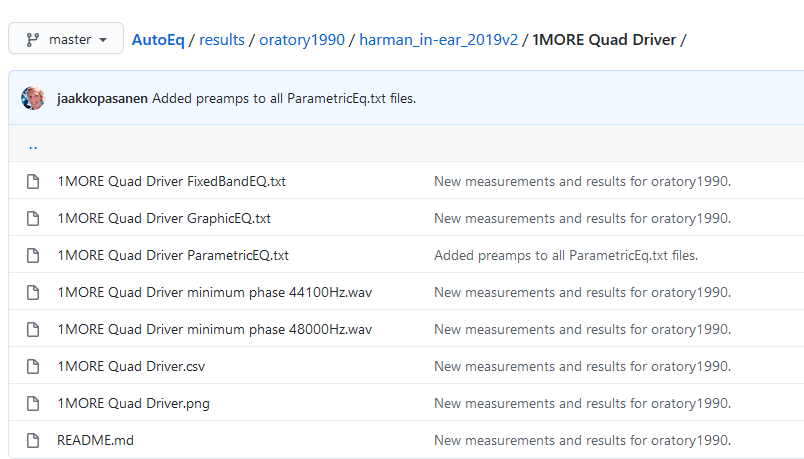 master AutoEq / results / oratory1990 / harman_in-ear_2019v2 / 1MORE Quad Driver /
jaakkopasanen Added preamps to all ParametricEq.txt files.
..
1MORE Quad Driver FixedBandEQ.txt New measurements and results for oratory1990.
1MORE Quad Driver GraphicEQ.txt New measurements and results for oratory1990.
1MORE Quad Driver ParametricEQ.txt Added preamps to all ParametricEq.txt files.
1MORE Quad Driver minimum phase 44100Hz.wav New measurements and results for oratory1990.
1MORE Quad Driver minimum phase 48000Hz.wav New measurements and results for oratory1990.
1MORE Quad Driver.csv New measurements and results for oratory1990.
1MORE Quad Driver.png New measurements and results for oratory1990.
README.md New measurements and results for oratory1990.